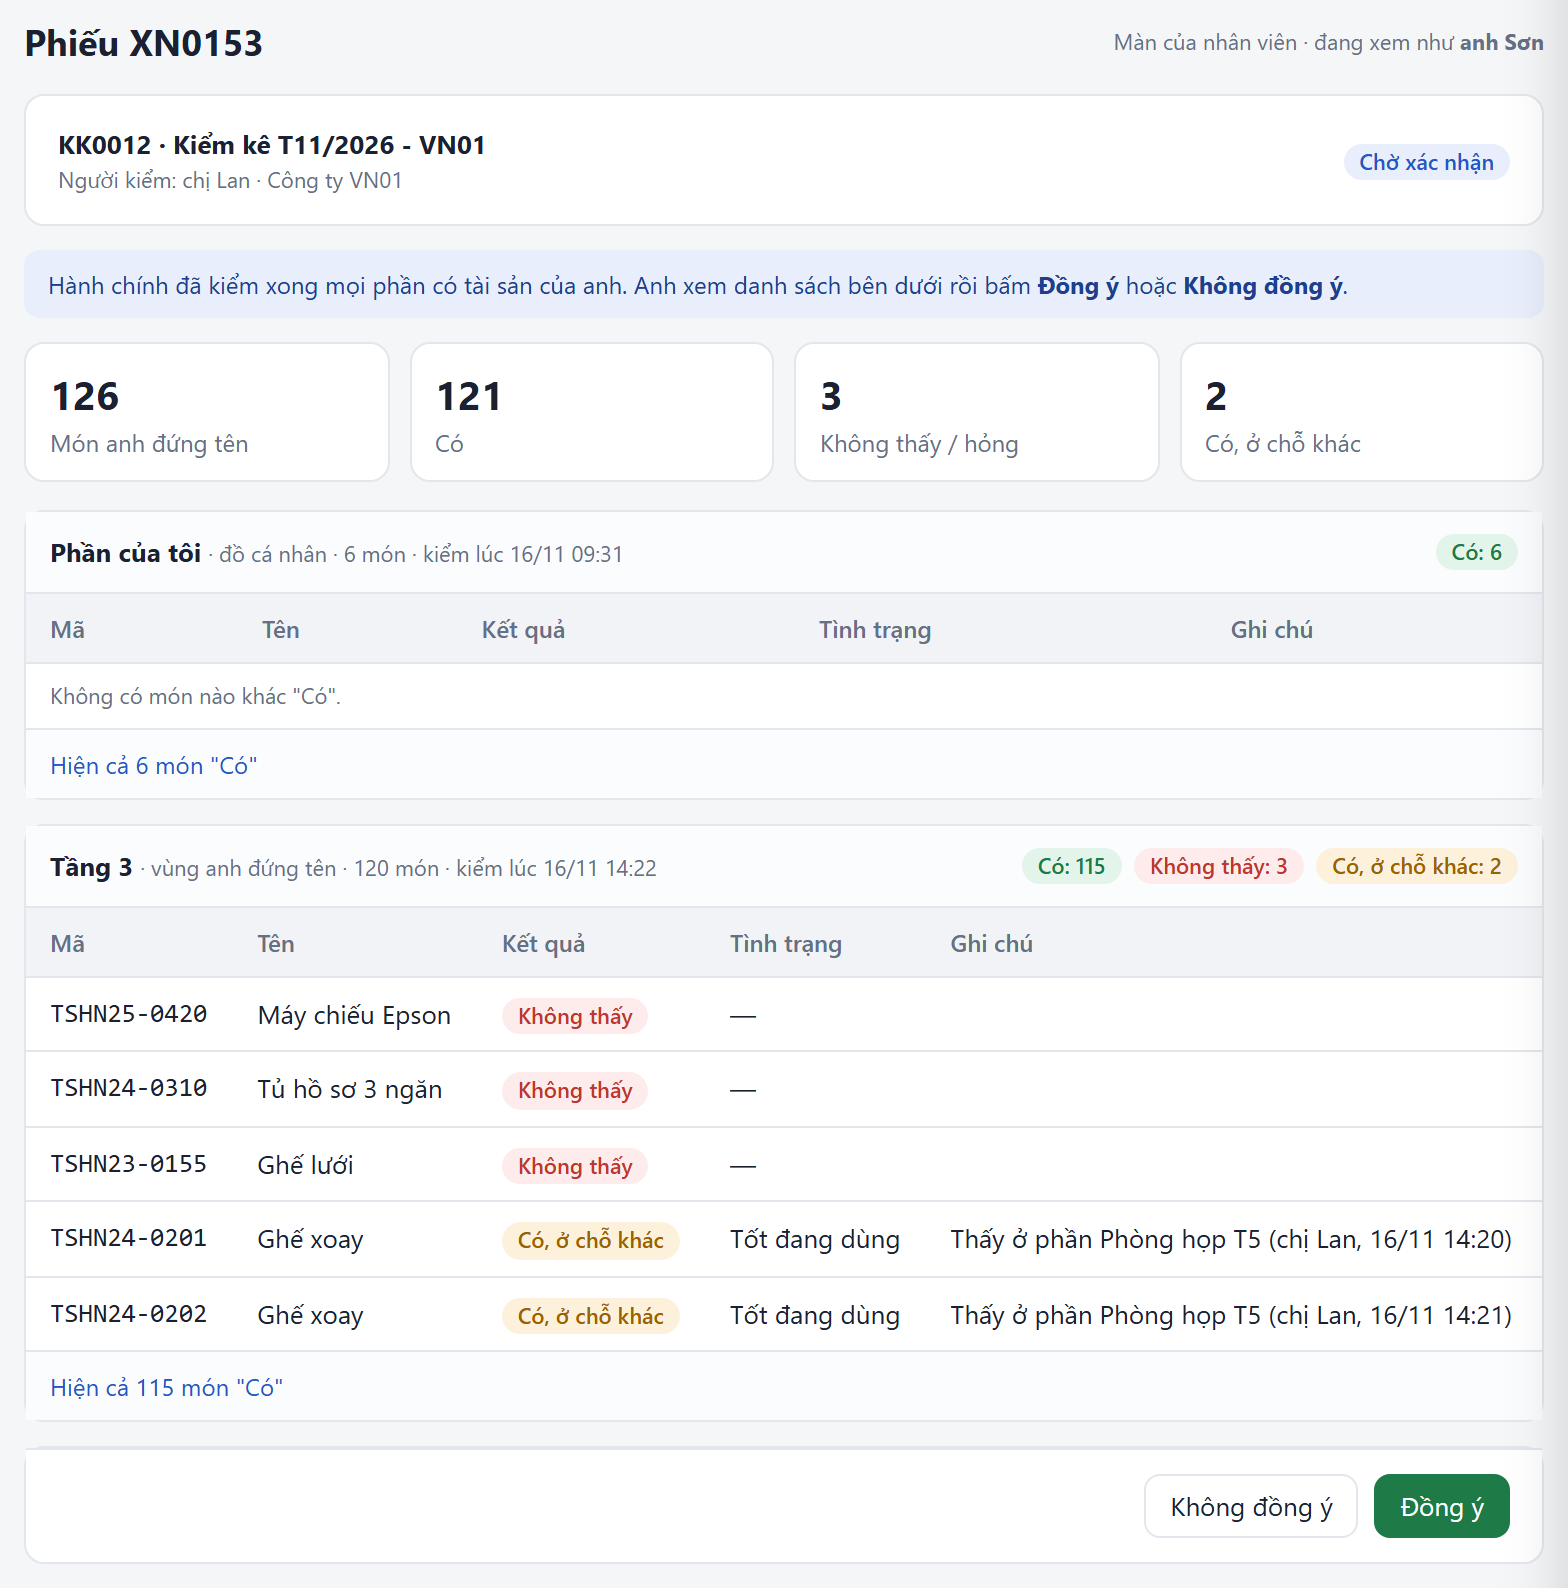 Phiếu XN0153
Màn của nhân viên · đang xem như anh Sơn
KK0012 · Kiểm kê T11/2026 - VN01
Người kiểm: chị Lan · Công ty VN01
Chờ xác nhận
Hành chính đã kiểm xong mọi phần có tài sản của anh. Anh xem danh sách bên dưới rồi bấm Đồng ý hoặc Không đồng ý.
126
Món anh đứng tên
121
Có
3
Không thấy / hỏng
2
Có, ở chỗ khác
Phần của tôi · đồ cá nhân · 6 món · kiểm lúc 16/11 09:31
Có: 6
Mã Tên Kết quả Tình trạng Ghi chú
Không có món nào khác "Có".
Hiện cả 6 món "Có"
Tầng 3 · vùng anh đứng tên · 120 món · kiểm lúc 16/11 14:22
Có: 115 Không thấy: 3 Có, ở chỗ khác: 2
Mã Tên Kết quả Tình trạng Ghi chú
TSHN25-0420 Máy chiếu Epson Không thấy —
TSHN24-0310 Tủ hồ sơ 3 ngăn Không thấy —
TSHN23-0155 Ghế lưới Không thấy —
TSHN24-0201 Ghế xoay Có, ở chỗ khác Tốt đang dùng Thấy ở phần Phòng họp T5 (chị Lan, 16/11 14:20)
TSHN24-0202 Ghế xoay Có, ở chỗ khác Tốt đang dùng Thấy ở phần Phòng họp T5 (chị Lan, 16/11 14:21)
Hiện cả 115 món "Có"
Không đồng ý Đồng ý